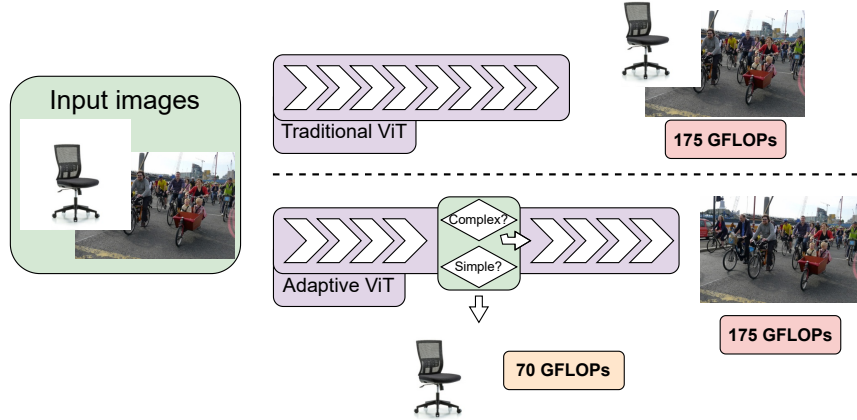 Input images
Traditional ViT
175 GFLOPs
Complex?
Simple?
Adaptive ViT
175 GFLOPs
70 GFLOPs